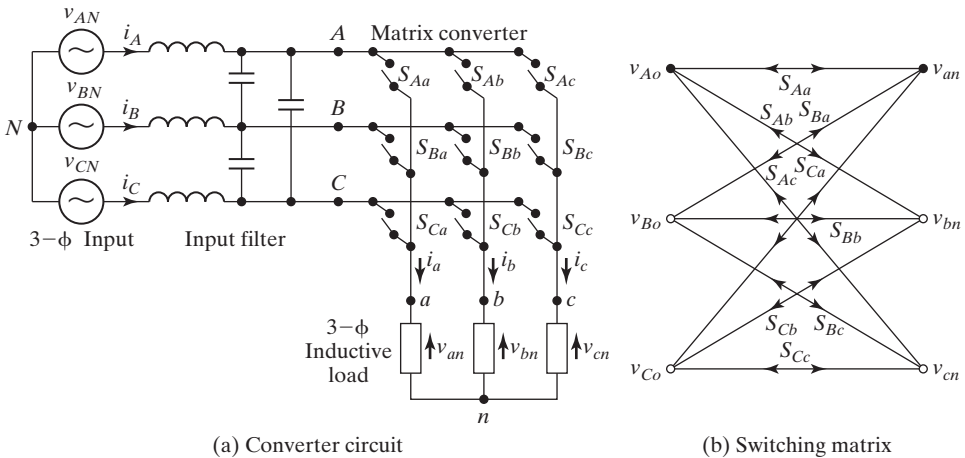 v_AN
i_A
A
Matrix converter
S_Aa
S_Ab
S_Ac
v_BN
i_B
B
N
S_Ba
S_Bb
S_Bc
v_CN
i_C
C
S_Ca
S_Cb
S_Cc
3−ϕ Input
Input filter
i_a
i_b
i_c
a
b
c
3−ϕ
Inductive
load
v_an
v_bn
v_cn
n
(a) Converter circuit
v_Ao
v_an
S_Aa
S_Ab
S_Ba
S_Ac
S_Ca
v_Bo
v_bn
S_Bb
S_Cb
S_Bc
S_Cc
v_Co
v_cn
(b) Switching matrix